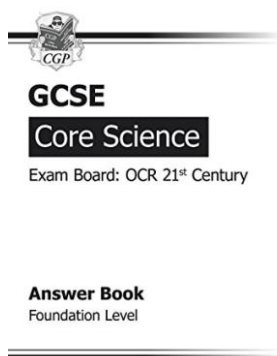 CGP
GCSE
Core Science
Exam Board: OCR 21st Century
Answer Book
Foundation Level